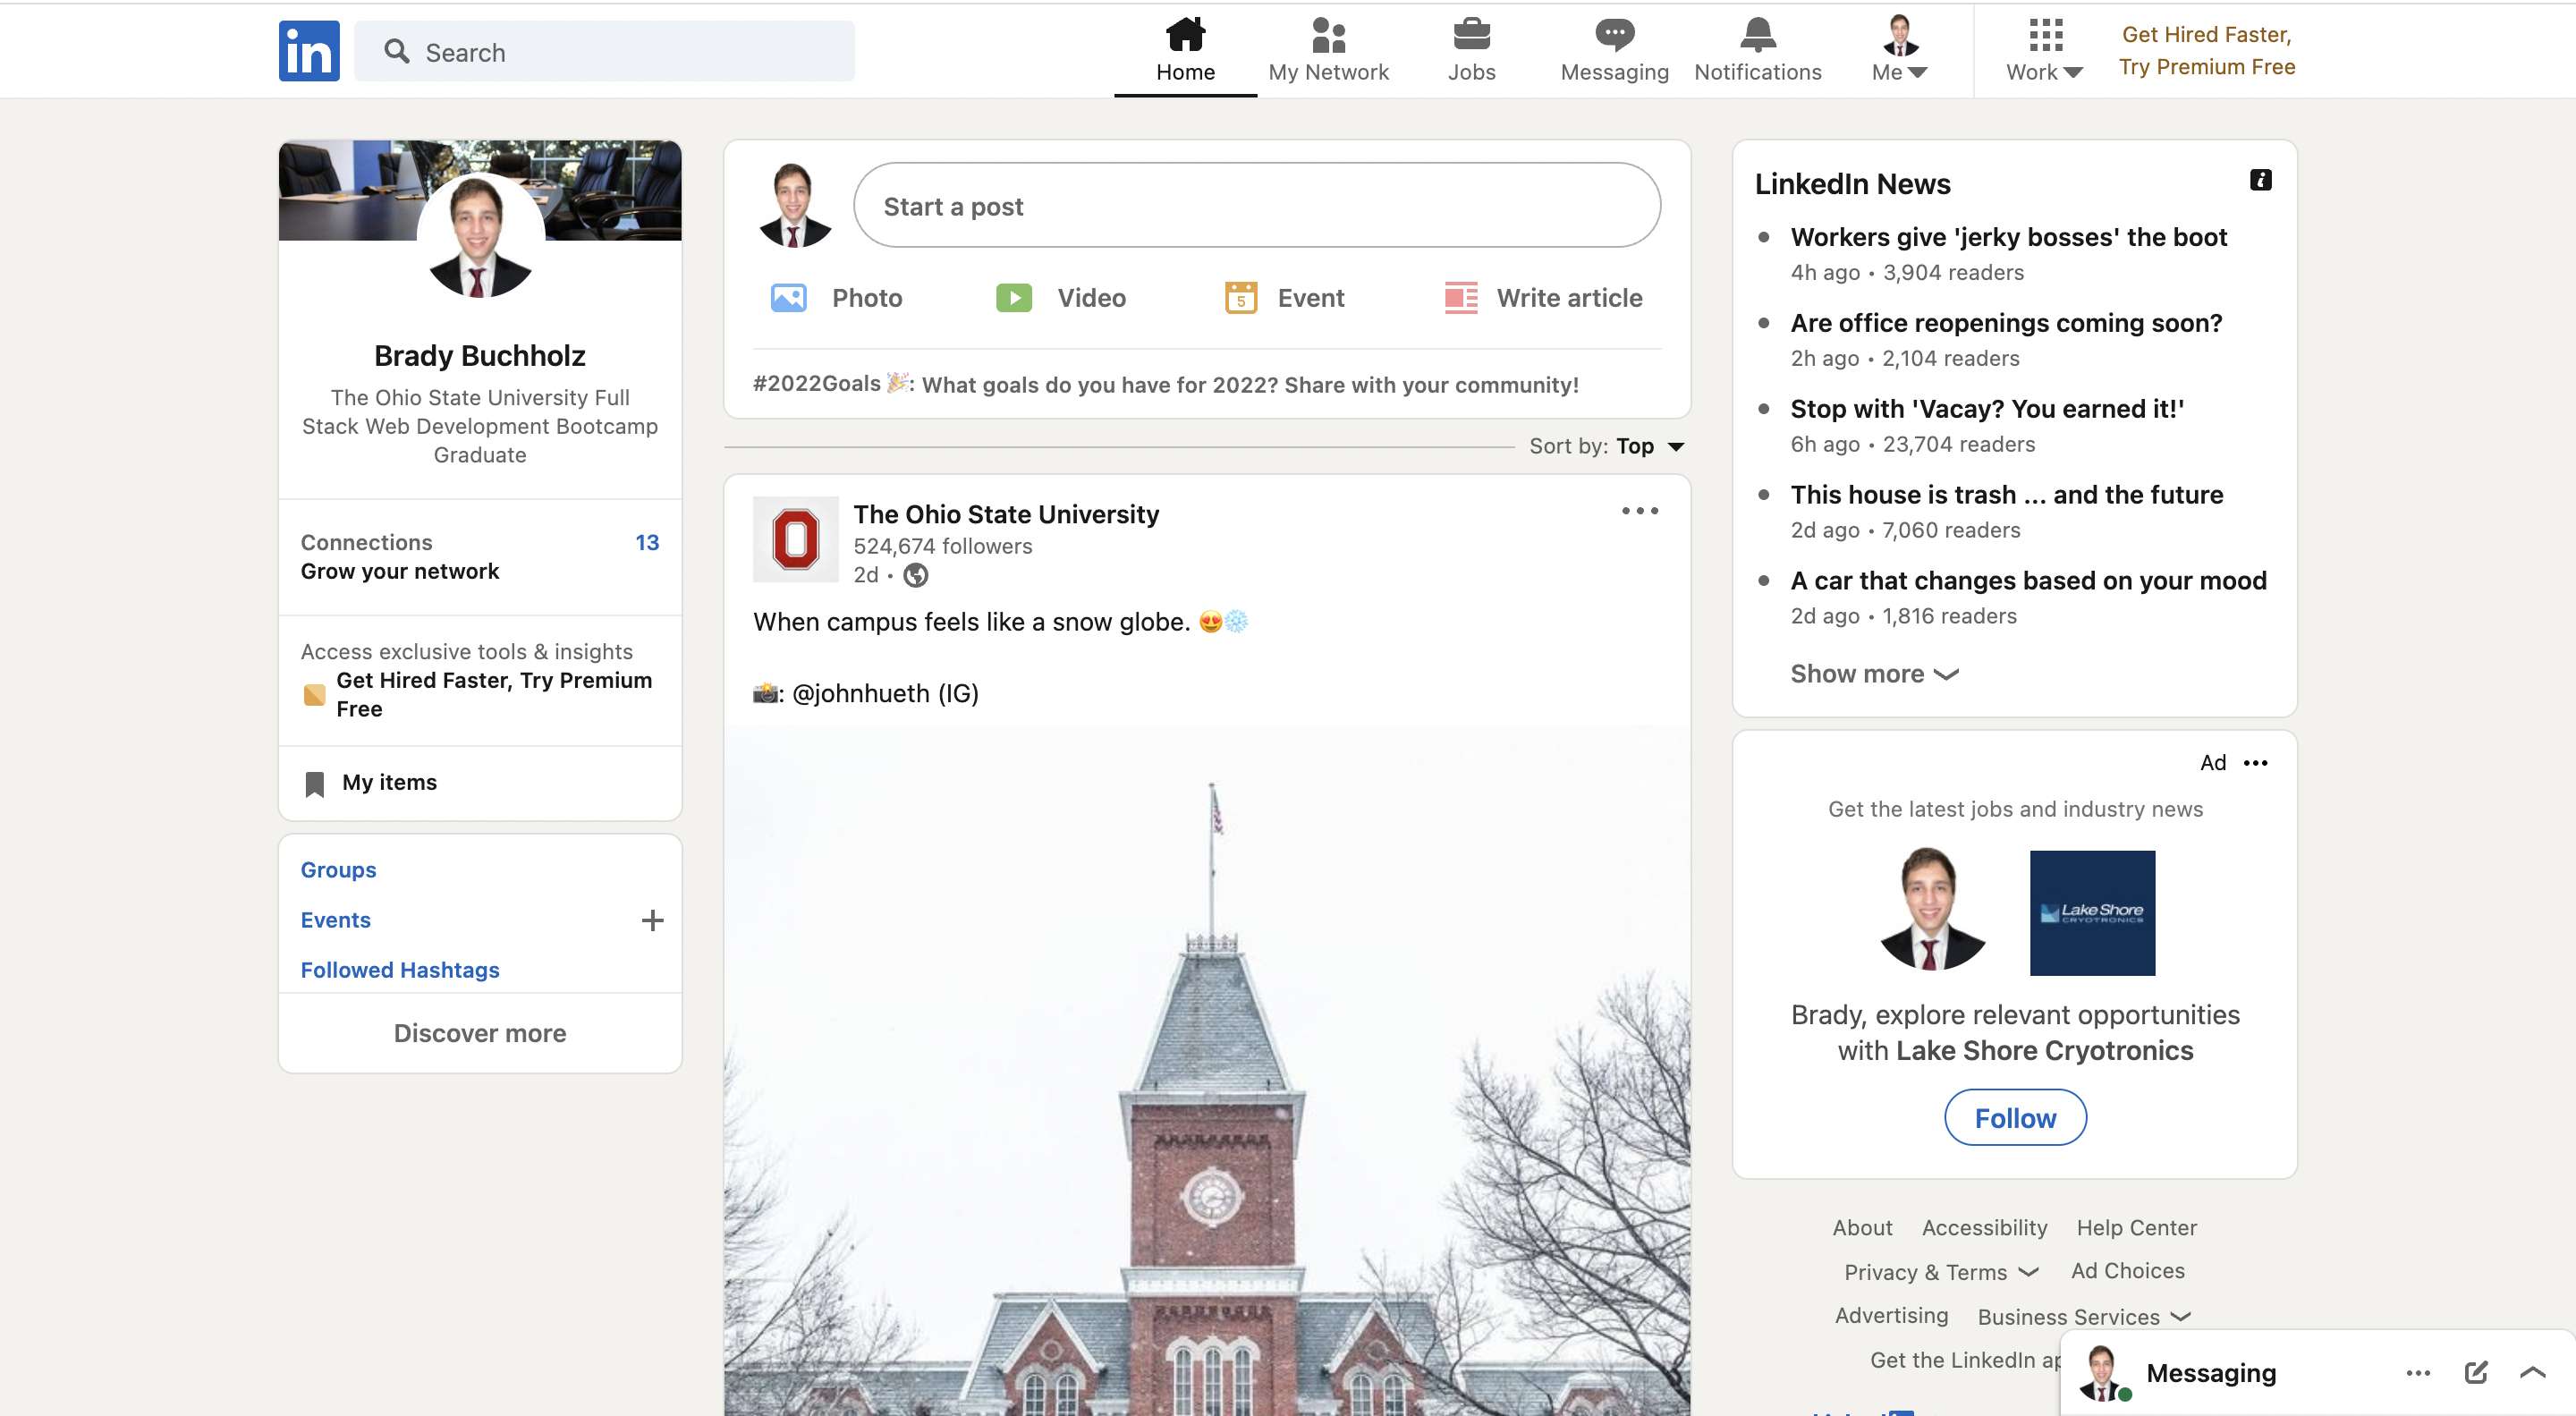 in
Search
Home
My Network
Jobs
Messaging
Notifications
Me
Work
Get Hired Faster,
Try Premium Free
Brady Buchholz
The Ohio State University Full
Stack Web Development Bootcamp
Graduate
Connections 13
Grow your network
Access exclusive tools & insights
Get Hired Faster, Try Premium
Free
My items
Groups
Events
Followed Hashtags
Discover more
Start a post
Photo
Video
5
Event
Write article
#2022Goals 🎉: What goals do you have for 2022? Share with your community!
Sort by: Top
The Ohio State University
524,674 followers
2d •
When campus feels like a snow globe. 😍❄️
📸: @johnhueth (IG)
LinkedIn News
Workers give 'jerky bosses' the boot
4h ago • 3,904 readers
Are office reopenings coming soon?
2h ago • 2,104 readers
Stop with 'Vacay? You earned it!'
6h ago • 23,704 readers
This house is trash ... and the future
2d ago • 7,060 readers
A car that changes based on your mood
2d ago • 1,816 readers
Show more
Ad
Get the latest jobs and industry news
Lake Shore
CRYOTRONICS
Brady, explore relevant opportunities
with Lake Shore Cryotronics
Follow
About Accessibility Help Center
Privacy & Terms Ad Choices
Advertising Business Services
Get the LinkedIn
Messaging